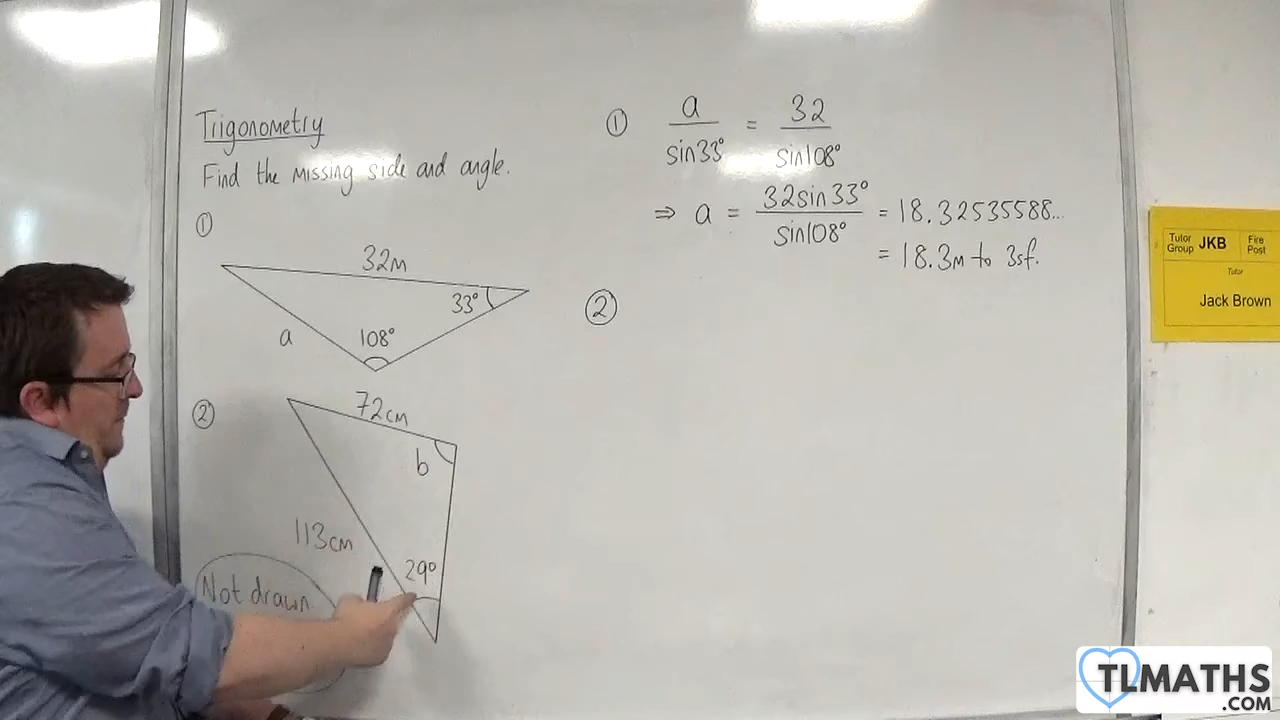 Trigonometry
Find the missing side and angle.
①
32m
33°
108°
a
②
72cm
b
113cm
29°
Not drawn
① a/sin33° = 32/sin108°
⇒ a = 32sin33°/sin108° = 18.32535588...
= 18.3m to 3sf.
②
Tutor Group JKB Fire Post
Tutor
Jack Brown
TLMATHS
.COM